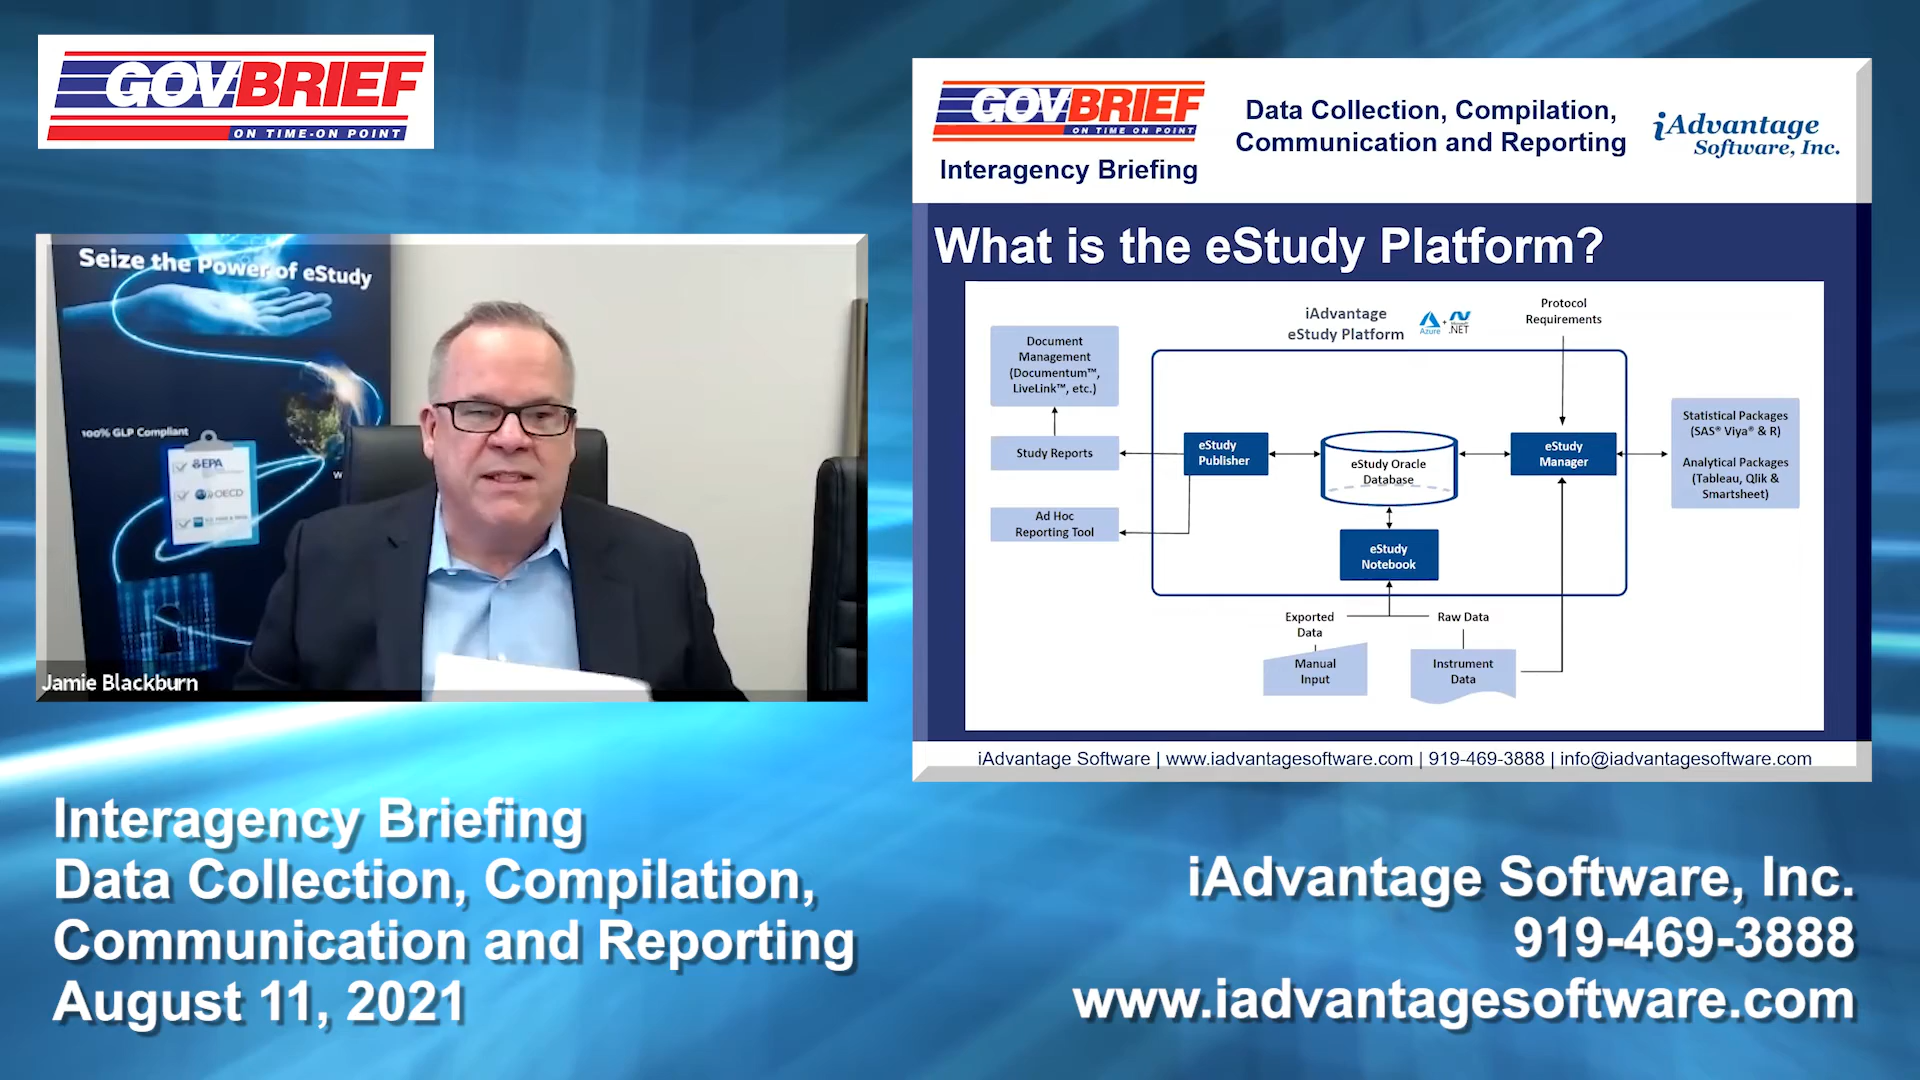 GOVBRIEF
ON TIME-ON POINT
Seize the Power of eStudy
100% GLP Compliant
EPA
OECD
Jamie Blackburn
Interagency Briefing
Data Collection, Compilation,
Communication and Reporting
August 11, 2021
GOVBRIEF
ON TIME-ON POINT
Interagency Briefing
Data Collection, Compilation,
Communication and Reporting
iAdvantage
Software, Inc.
What is the eStudy Platform?
iAdvantage
eStudy Platform
Azure
+
Microsoft
.NET
Protocol
Requirements
Document
Management
(Documentum™,
LiveLink™, etc.)
Study Reports
Ad Hoc
Reporting Tool
eStudy
Publisher
eStudy Oracle
Database
eStudy
Manager
eStudy
Notebook
Statistical Packages
(SAS® Viya® & R)
Analytical Packages
(Tableau, Qlik &
Smartsheet)
Exported
Data
Raw Data
Manual
Input
Instrument
Data
iAdvantage Software | www.iadvantagesoftware.com | 919-469-3888 | info@iadvantagesoftware.com
iAdvantage Software, Inc.
919-469-3888
www.iadvantagesoftware.com